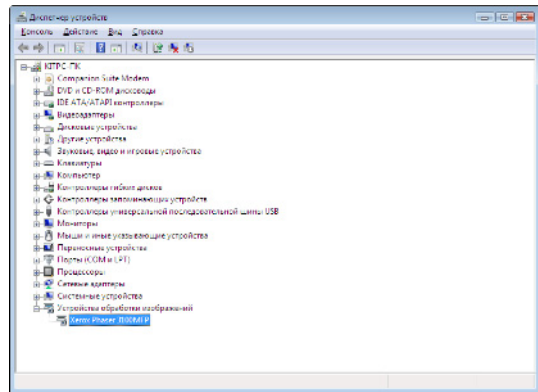 Диспетчер устройств
Консоль Действие Вид Справка
KITPC-ПК
Companion Suite Modem
DVD и CD-ROM дисководы
IDE ATA/ATAPI контроллеры
Видеоадаптеры
Дисковые устройства
Другие устройства
Звуковые, видео и игровые устройства
Клавиатуры
Компьютер
Контроллеры гибких дисков
Контроллеры запоминающих устройств
Контроллеры универсальной последовательной шины USB
Мониторы
Мыши и иные указывающие устройства
Переносные устройства
Порты (COM и LPT)
Процессоры
Сетевые адаптеры
Системные устройства
Устройства обработки изображений
Xerox Phaser